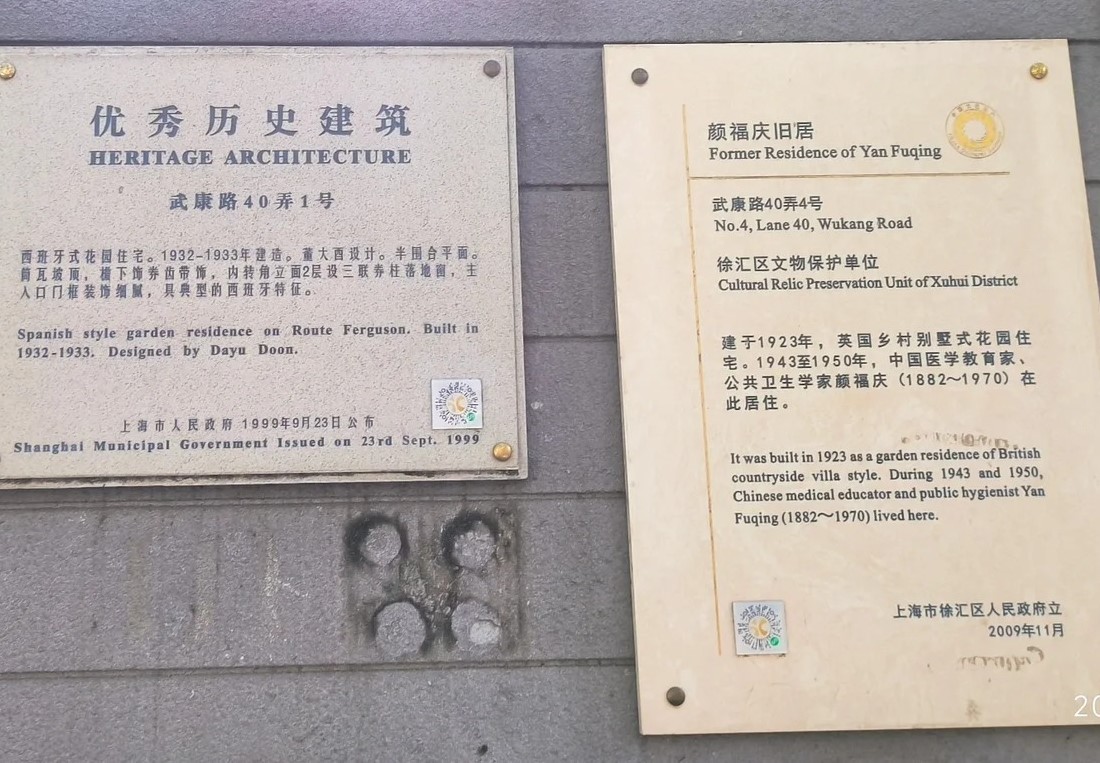 优秀历史建筑
HERITAGE ARCHITECTURE
武康路40弄1号
西班牙式花园住宅。1932-1933年建造。董大酉设计。半围合平面。
筒瓦坡顶，檐下饰券齿带饰，内转角立面2层设三联券柱落地窗，主
入口门框装饰细腻，具典型的西班牙特征。
Spanish style garden residence on Route Ferguson. Built in
1932-1933. Designed by Dayu Doon.
上海市人民政府 1999年9月23日公布
Shanghai Municipal Government Issued on 23rd Sept. 1999
颜福庆旧居
Former Residence of Yan Fuqing
武康路40弄4号
No.4, Lane 40, Wukang Road
徐汇区文物保护单位
Cultural Relic Preservation Unit of Xuhui District
建于1923年，英国乡村别墅式花园住
宅。1943至1950年，中国医学教育家、
公共卫生学家颜福庆（1882～1970）在
此居住。
It was built in 1923 as a garden residence of British
countryside villa style. During 1943 and 1950,
Chinese medical educator and public hygienist Yan
Fuqing (1882～1970) lived here.
上海市徐汇区人民政府立
2009年11月
20